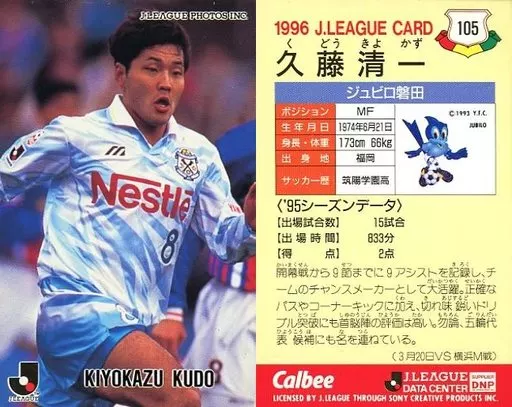 J.LEAGUE PHOTOS INC.
Nestlé
8
J.LEAGUE
KIYOKAZU KUDO
1996 J.LEAGUE CARD
105
く どう きよ かず
久藤清一
ジュビロ磐田
ポジション MF
生年月日 1974年6月21日
身長・体重 173cm 66kg
出身地 福岡
サッカー歴 筑陽学園高
© 1993 Y.F.C.
JUBILO
〈'95シーズンデータ〉
【出場試合数】 15試合
【出場時間】 833分
【得点】 2点
開幕戦から9節までに9アシストを記録し、チ
ームのチャンスメーカーとして大活躍。正確な
パスやコーナーキックに加え、切れ味鋭いドリ
ブル突破にも首脳陣の評価は高い。勿論、五輪代
表候補にも名を連ねている。
(3月20日VS横浜M戦)
Calbee
J.LEAGUE
J.LEAGUE
DATA CENTER
SUPPLIER
DNP
LICENSED BY J.LEAGUE THROUGH SONY CREATIVE PRODUCTS INC.